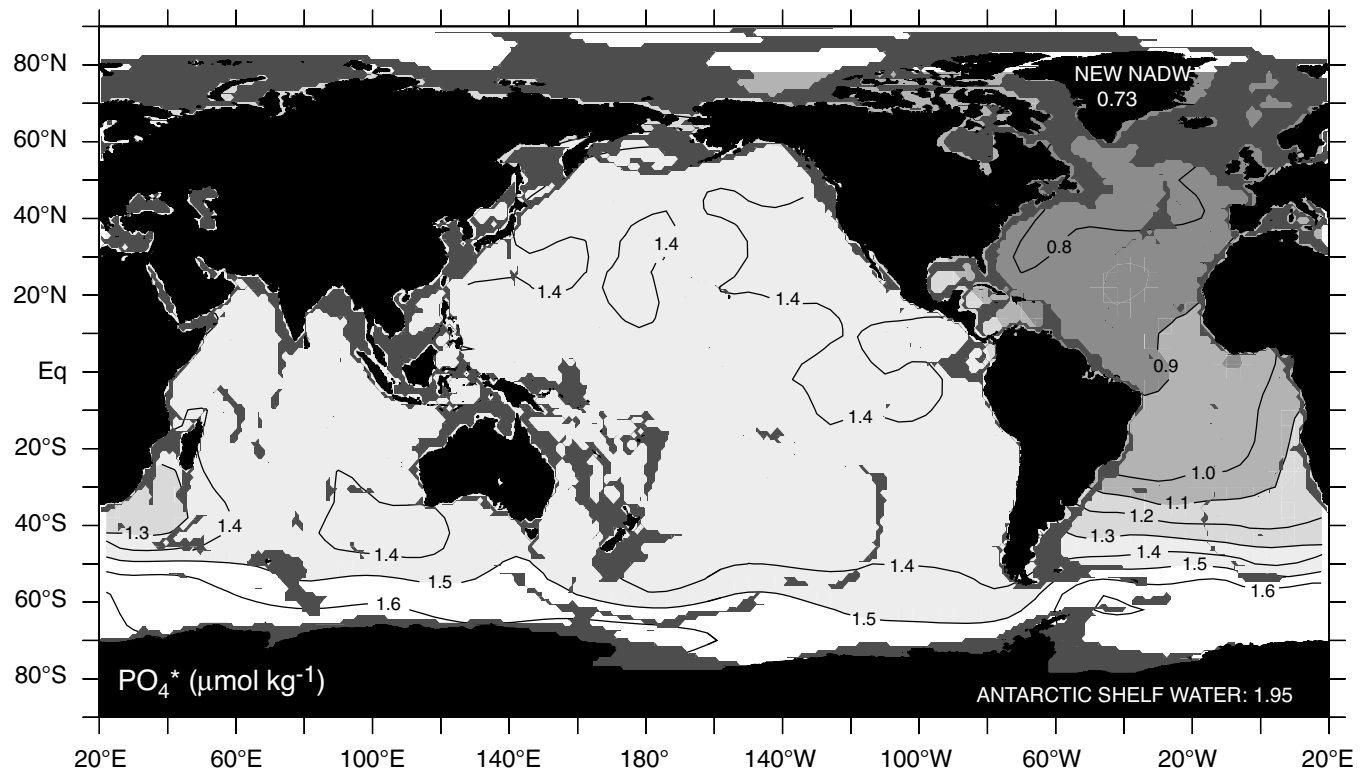 80°N
NEW NADW
0.73
60°N
40°N
1.4
0.8
20°N
1.4
1.4
Eq
0.9
1.4
20°S
1.0
1.1
1.2
40°S
1.3
1.4
1.3
1.4
1.4
1.4
1.5
1.5
60°S
1.6
1.6
1.5
80°S
PO4* (μmol kg-1)
ANTARCTIC SHELF WATER: 1.95
20°E 60°E 100°E 140°E 180° 140°W 100°W 60°W 20°W 20°E